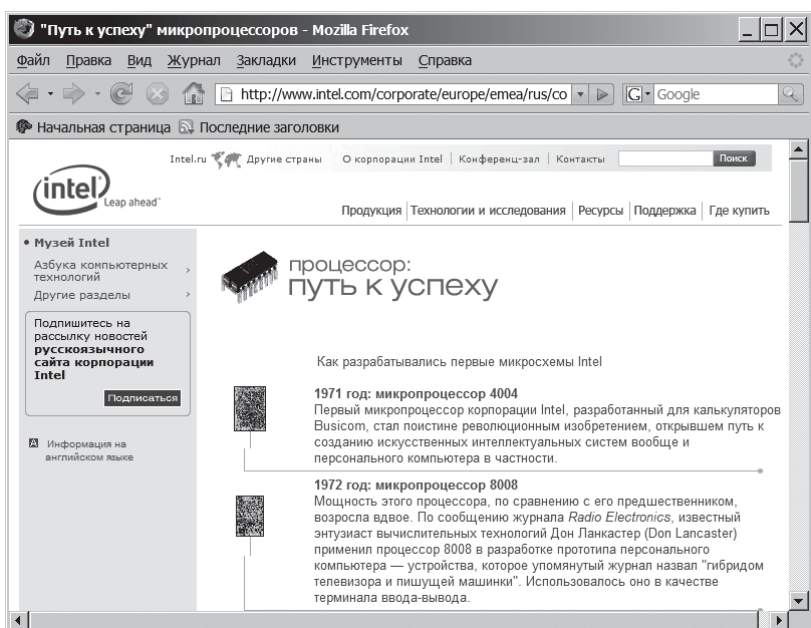 "Путь к успеху" микропроцессоров - Mozilla Firefox
Файл Правка Вид Журнал Закладки Инструменты Справка
http://www.intel.com/corporate/europe/emea/rus/co G Google
Начальная страница Последние заголовки
Intel.ru Другие страны О корпорации Intel | Конференц-зал | Контакты Поиск
intel
Leap ahead™
Продукция | Технологии и исследования | Ресурсы | Поддержка | Где купить
• Музей Intel
Азбука компьютерных
технологий
Другие разделы
Подпишитесь на
рассылку новостей
русскоязычного
сайта корпорации
Intel
Подписаться
Информация на
английском языке
процессор:
путь к успеху
Как разрабатывались первые микросхемы Intel
1971 год: микропроцессор 4004
Первый микропроцессор корпорации Intel, разработанный для калькуляторов
Busicom, стал поистине революционным изобретением, открывшем путь к
созданию искусственных интеллектуальных систем вообще и
персонального компьютера в частности.
1972 год: микропроцессор 8008
Мощность этого процессора, по сравнению с его предшественником,
возросла вдвое. По сообщению журнала Radio Electronics, известный
энтузиаст вычислительных технологий Дон Ланкастер (Don Lancaster)
применил процессор 8008 в разработке прототипа персонального
компьютера — устройства, которое упомянутый журнал назвал "гибридом
телевизора и пишущей машинки". Использовалось оно в качестве
терминала ввода-вывода.